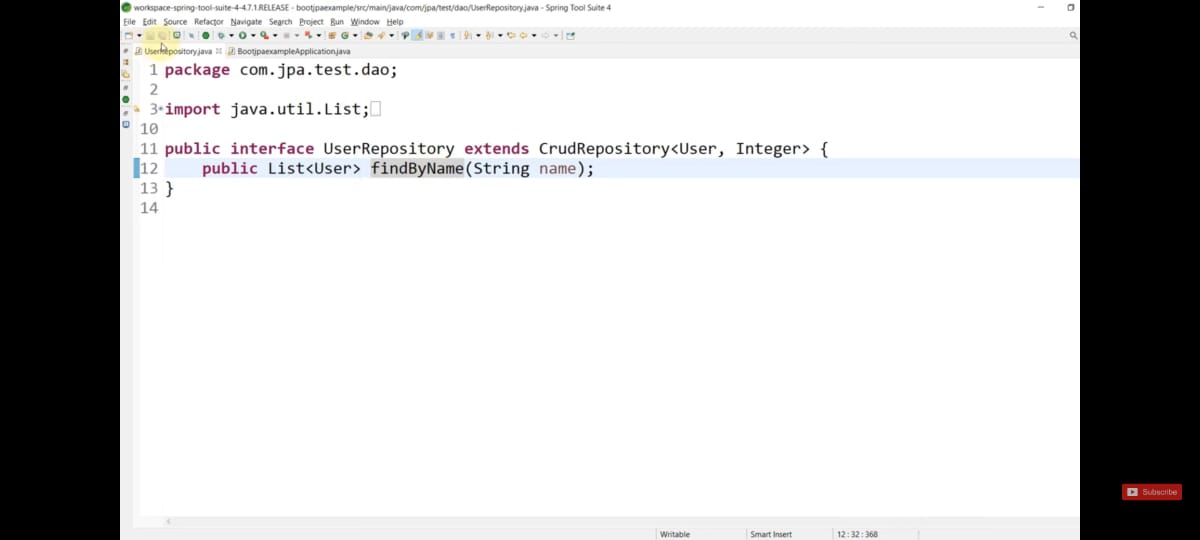 workspace-spring-tool-suite-4-4.7.1.RELEASE - bootjpaexample/src/main/java/com/jpa/test/dao/UserRepository.java - Spring Tool Suite 4
File Edit Source Refactor Navigate Search Project Run Window Help
UserRepository.java BootjpaexampleApplication.java
1 package com.jpa.test.dao;
2
3 import java.util.List;
10
11 public interface UserRepository extends CrudRepository<User, Integer> {
12 public List<User> findByName(String name);
13 }
14
Subscribe
Writable Smart Insert 12 : 32 : 368